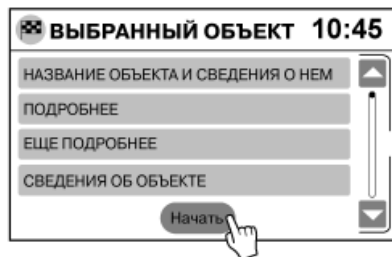 ВЫБРАННЫЙ ОБЪЕКТ 10:45
НАЗВАНИЕ ОБЪЕКТА И СВЕДЕНИЯ О НЕМ
ПОДРОБНЕЕ
ЕЩЕ ПОДРОБНЕЕ
СВЕДЕНИЯ ОБ ОБЪЕКТЕ
Начать